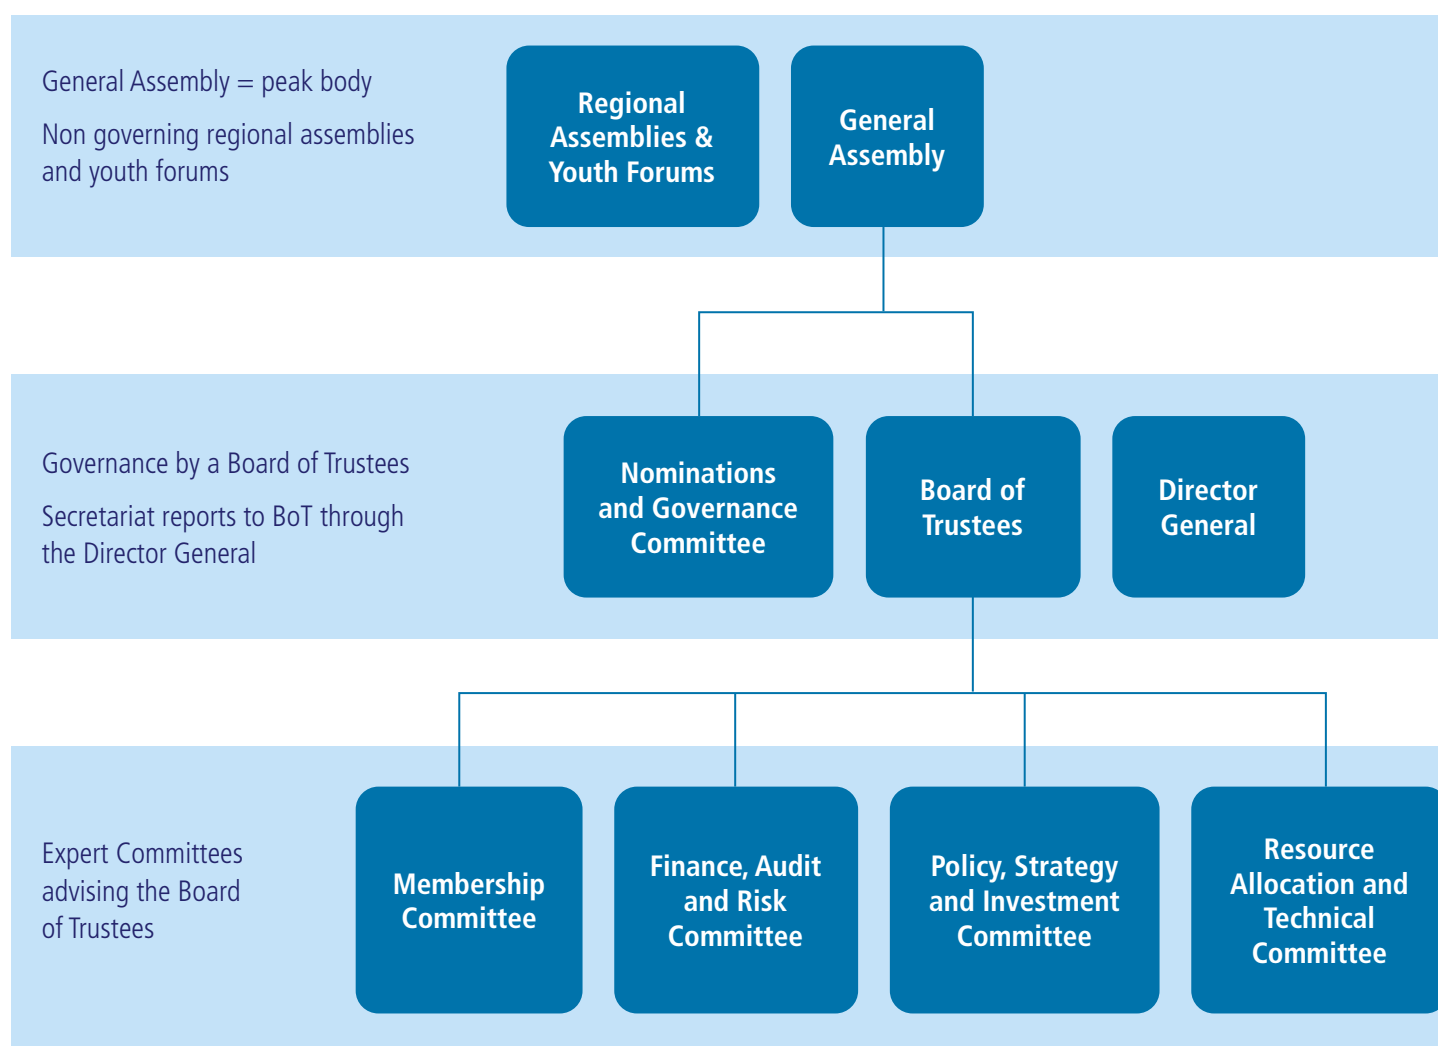 General Assembly = peak body
Non governing regional assemblies
and youth forums
Regional
Assemblies &
Youth Forums
General
Assembly
Governance by a Board of Trustees
Secretariat reports to BoT through
the Director General
Nominations
and Governance
Committee
Board of
Trustees
Director
General
Expert Committees
advising the Board
of Trustees
Membership
Committee
Finance, Audit
and Risk
Committee
Policy, Strategy
and Investment
Committee
Resource
Allocation and
Technical
Committee